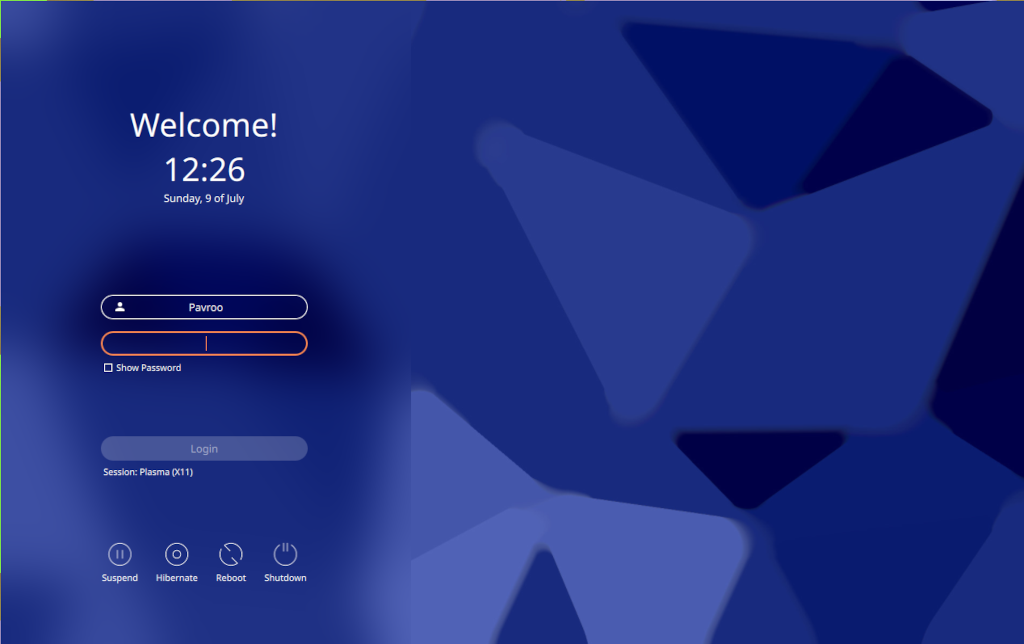 Welcome!
12:26
Sunday, 9 of July
Pavroo
Show Password
Login
Session: Plasma (X11)
Suspend Hibernate Reboot Shutdown